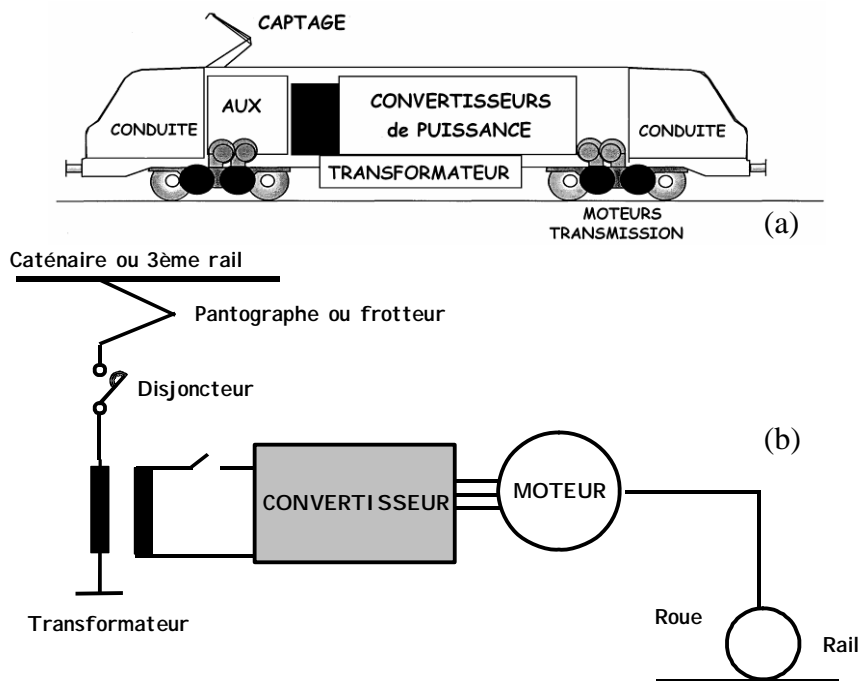 CAPTAGE
CONDUITE
AUX
CONVERTISSEURS
de PUISSANCE
CONDUITE
TRANSFORMATEUR
MOTEURS
TRANSMISSION
(a)
Caténaire ou 3ème rail
Pantographe ou frotteur
Disjoncteur
(b)
CONVERTISSEUR
MOTEUR
Transformateur
Roue
Rail